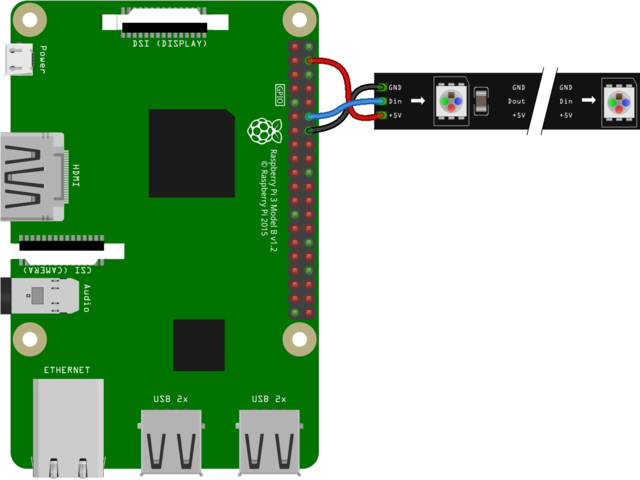 DSI (DISPLAY)
Power
HDMI
GPIO
Raspberry Pi 3 Model B v1.2
© Raspberry Pi 2015
CSI (CAMERA)
Audio
ETHERNET
USB 2x
USB 2x
GND
Din
+5V
GND
Dout
+5V
GND
Din
+5V